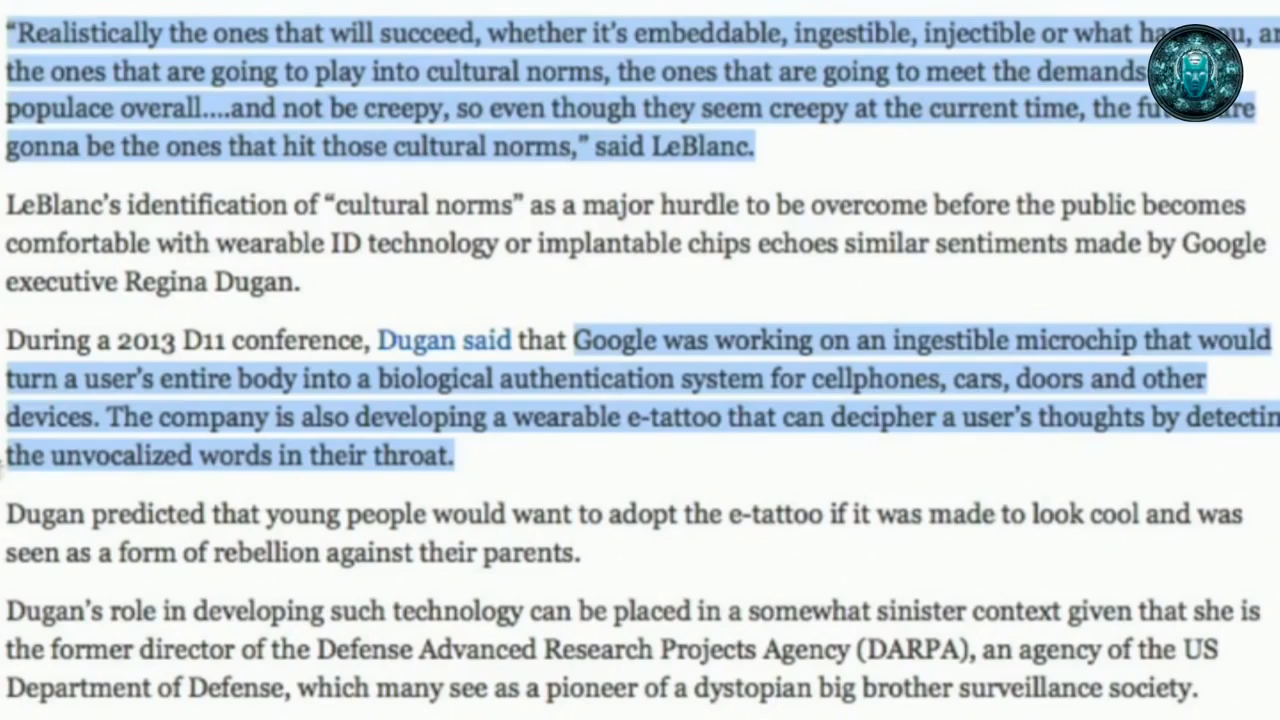 “Realistically the ones that will succeed, whether it’s embeddable, ingestible, injectible or what
the ones that are going to play into cultural norms, the ones that are going to meet the demands
populace overall....and not be creepy, so even though they seem creepy at the current time, the
gonna be the ones that hit those cultural norms,” said LeBlanc.
LeBlanc’s identification of “cultural norms” as a major hurdle to be overcome before the public becomes
comfortable with wearable ID technology or implantable chips echoes similar sentiments made by Google
executive Regina Dugan.
During a 2013 D11 conference, Dugan said that Google was working on an ingestible microchip that would
turn a user’s entire body into a biological authentication system for cellphones, cars, doors and other
devices. The company is also developing a wearable e-tattoo that can decipher a user’s thoughts by detectin
the unvocalized words in their throat.
Dugan predicted that young people would want to adopt the e-tattoo if it was made to look cool and was
seen as a form of rebellion against their parents.
Dugan’s role in developing such technology can be placed in a somewhat sinister context given that she is
the former director of the Defense Advanced Research Projects Agency (DARPA), an agency of the US
Department of Defense, which many see as a pioneer of a dystopian big brother surveillance society.